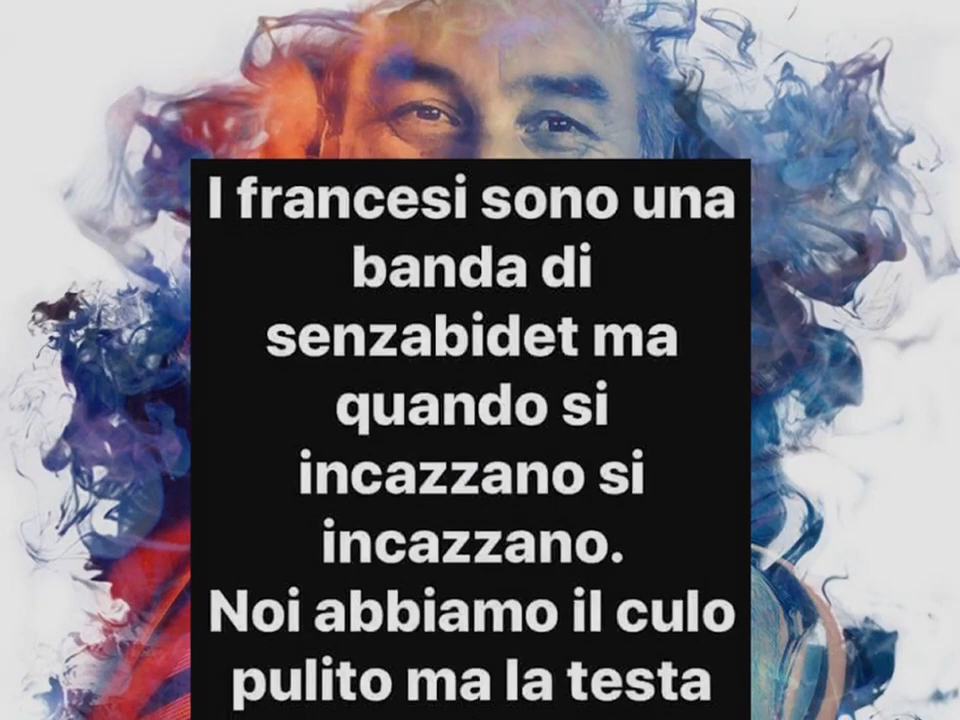 I francesi sono una
banda di
senzabidet ma
quando si
incazzano si
incazzano.
Noi abbiamo il culo
pulito ma la testa